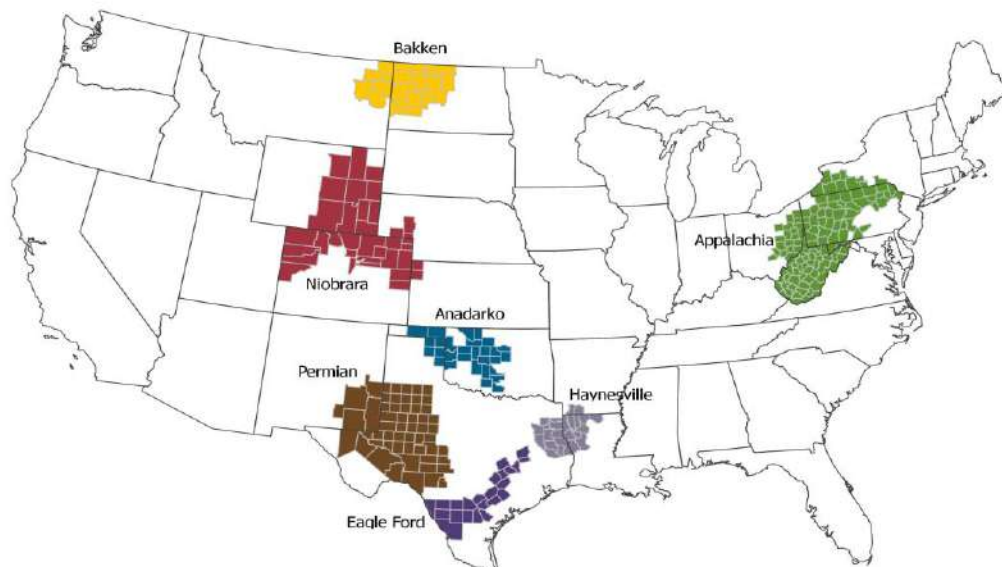 Bakken
Appalachia
Niobrara
Anadarko
Permian
Haynesville
Eagle Ford